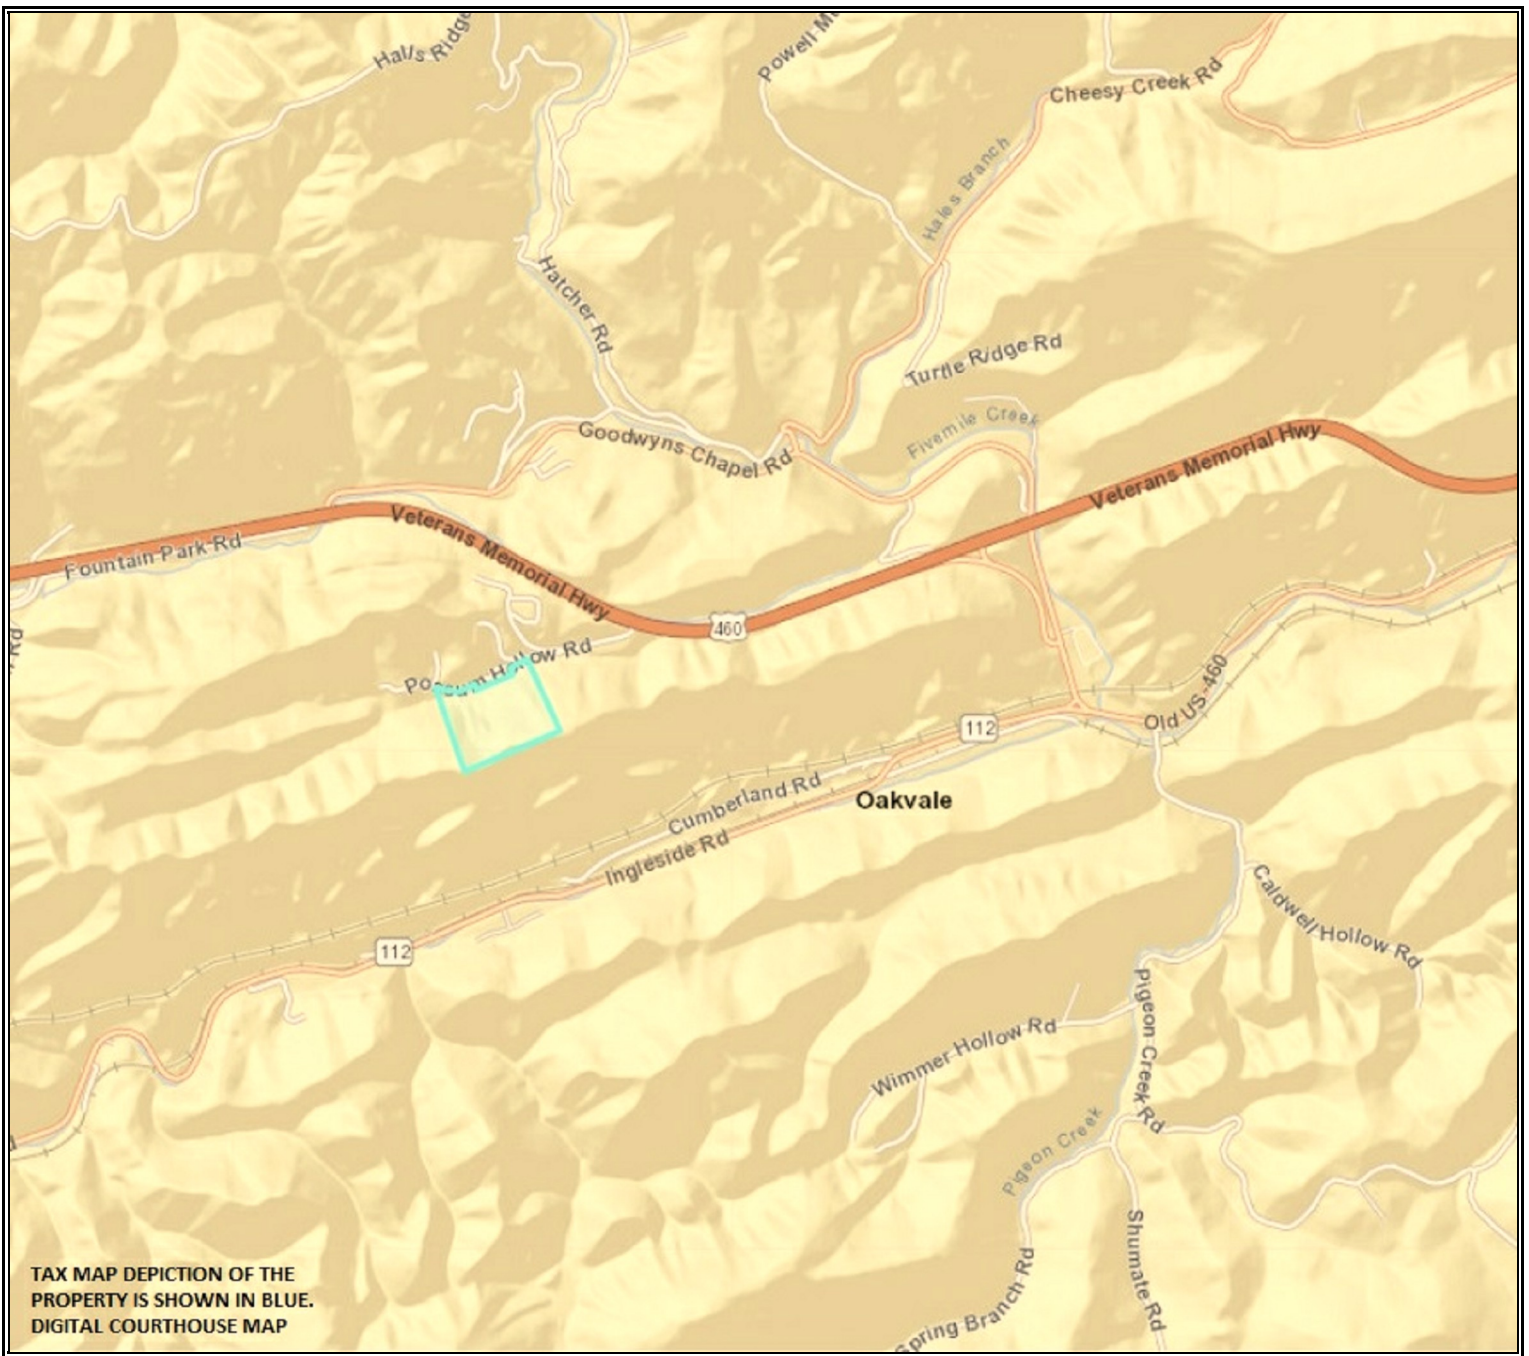 Halls Ridge
Powell M
Cheesy Creek Rd
Hales Branch
Hatcher Rd
Turtle Ridge Rd
Fivemile Creek
Goodwyns Chapel Rd
Veterans Memorial Hwy
Veterans Memorial Hwy
Fountain Park Rd
460
Rd
Possum Hollow Rd
Old US-460
112
Cumberland Rd
Oakvale
Ingleside Rd
112
Caldwell Hollow Rd
Pigeon Creek Rd
Wimmer Hollow Rd
Pigeon Creek
Shumate Rd
Spring Branch Rd
TAX MAP DEPICTION OF THE
PROPERTY IS SHOWN IN BLUE.
DIGITAL COURTHOUSE MAP